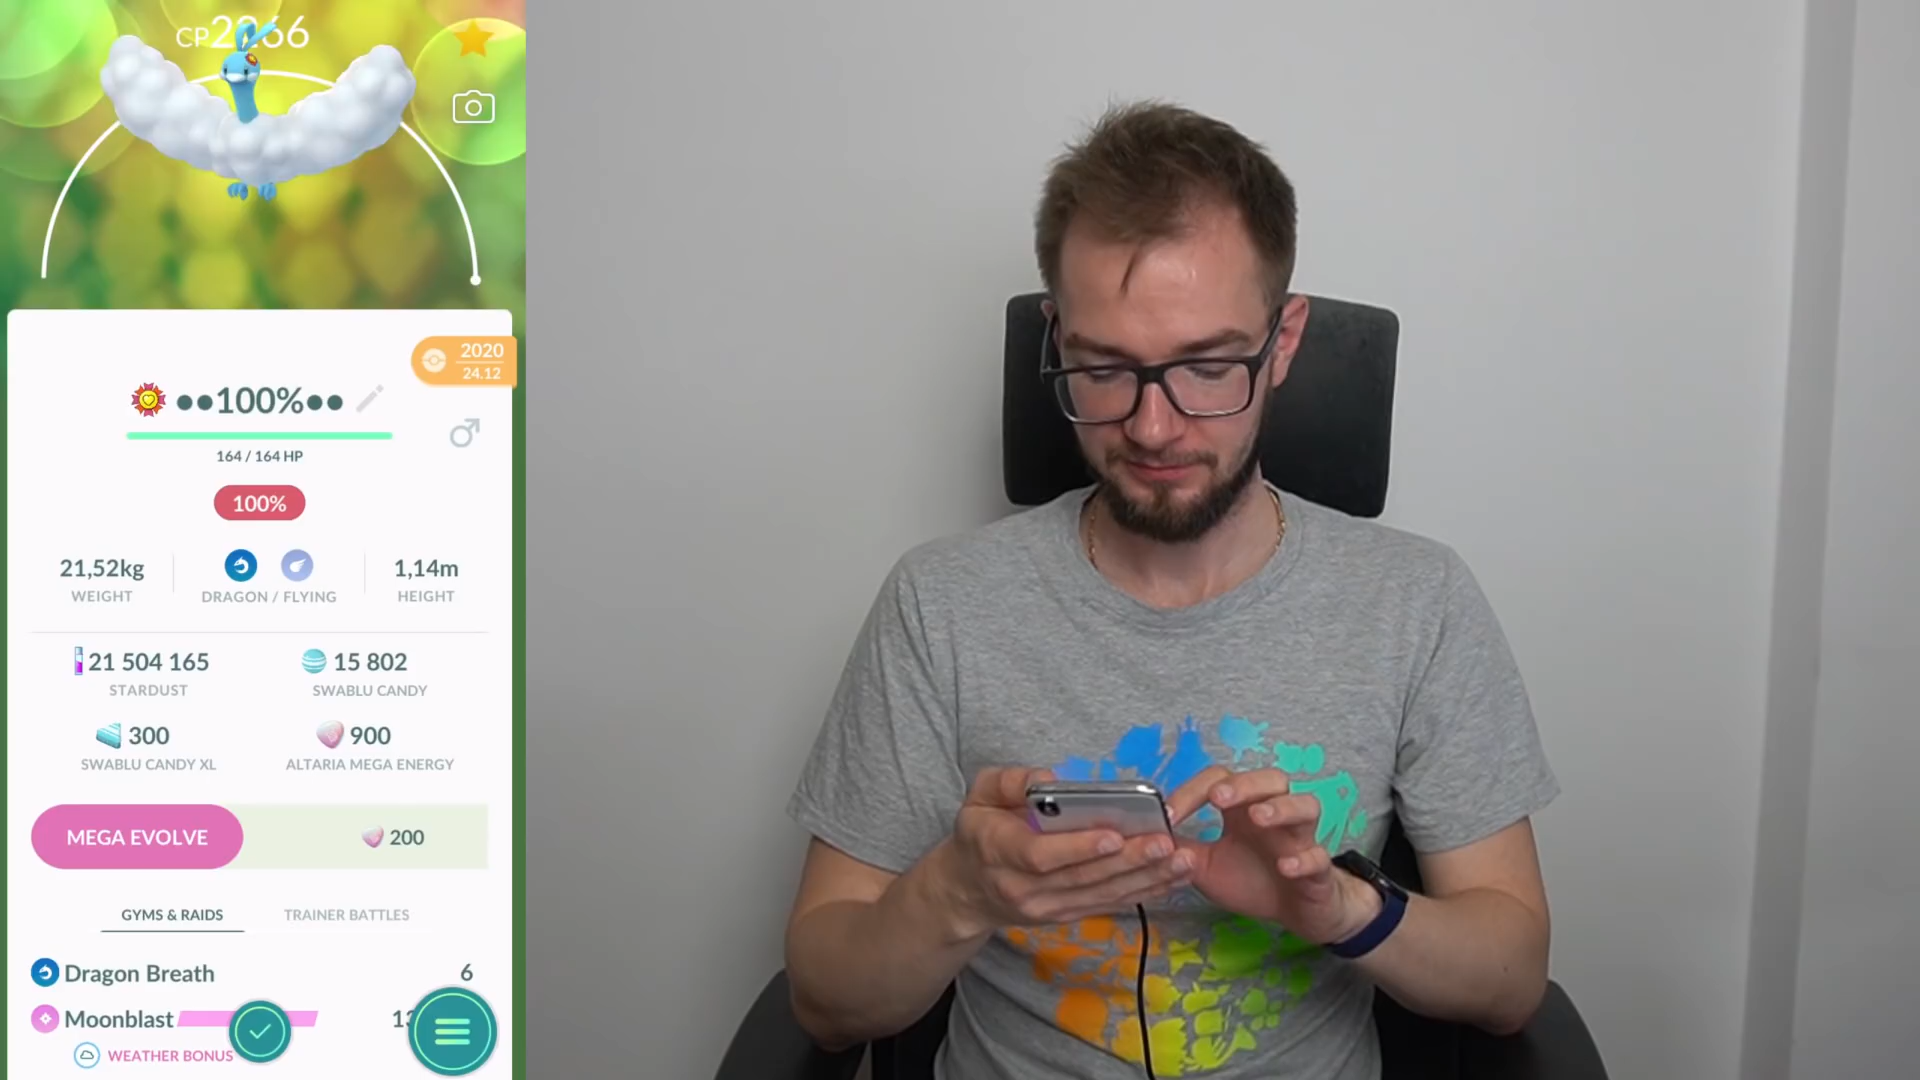 CP2266
2020
24.12
●●100%●●
164 / 164 HP
100%
21,52kg
WEIGHT
DRAGON / FLYING
1,14m
HEIGHT
21 504 165
STARDUST
15 802
SWABLU CANDY
300
SWABLU CANDY XL
900
ALTARIA MEGA ENERGY
MEGA EVOLVE
200
GYMS & RAIDS
TRAINER BATTLES
Dragon Breath
6
Moonblast
WEATHER BONUS